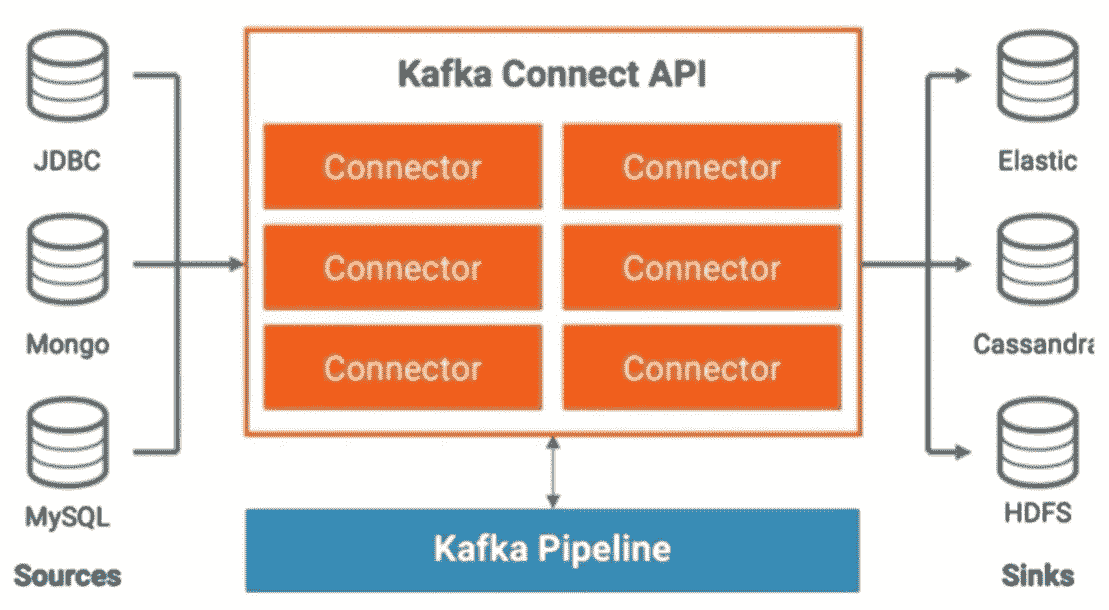 Kafka Connect API
JDBC
Connector
Connector
Elastic
Mongo
Connector
Connector
Cassandra
MySQL
Connector
Connector
HDFS
Kafka Pipeline
Sources
Sinks